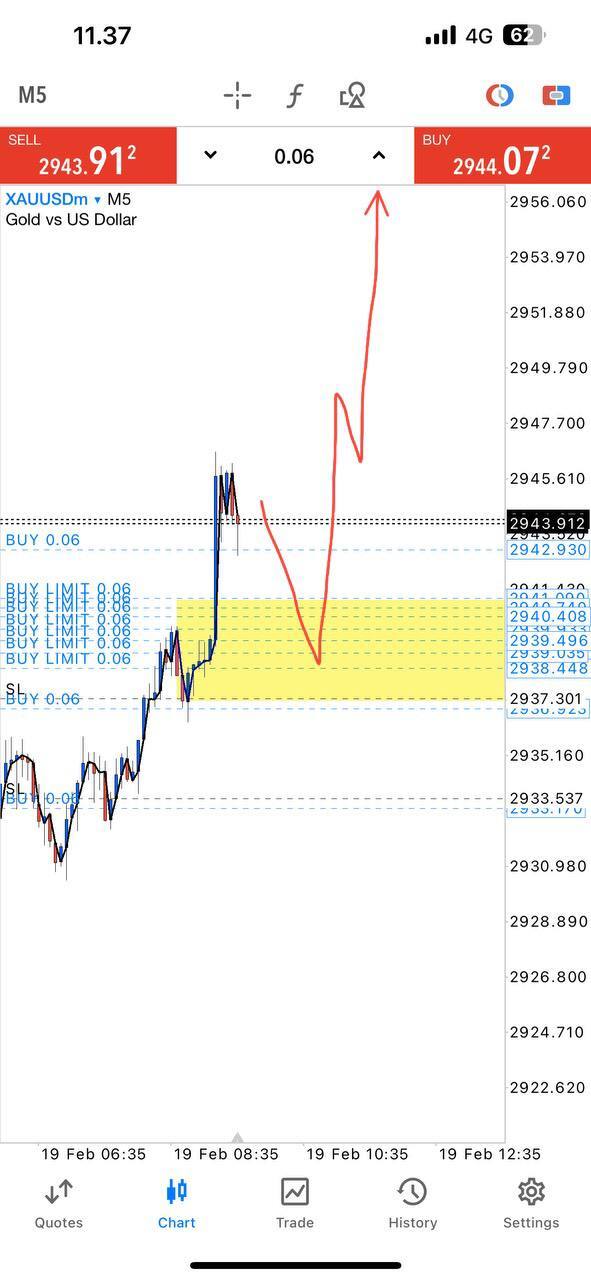 11.37
4G 62
M5
SELL
2943.91²
0.06
BUY
2944.07²
XAUUSDm ▾ M5
Gold vs US Dollar
2956.060
2953.970
2951.880
2949.790
2947.700
2945.610
2943.912
BUY 0.06
2942.930
BUY LIMIT 0.06
BUY LIMIT 0.06
2940.408
BUY LIMIT 0.06
BUY LIMIT 0.06
2939.496
BUY LIMIT 0.06
2939.035
BUY LIMIT 0.06
2938.448
SL
BUY 0.06
2937.301
2935.160
SL
BUY 0.06
2933.537
2930.980
2928.890
2926.800
2924.710
2922.620
19 Feb 06:35 19 Feb 08:35 19 Feb 10:35 19 Feb 12:35
Quotes Chart Trade History Settings